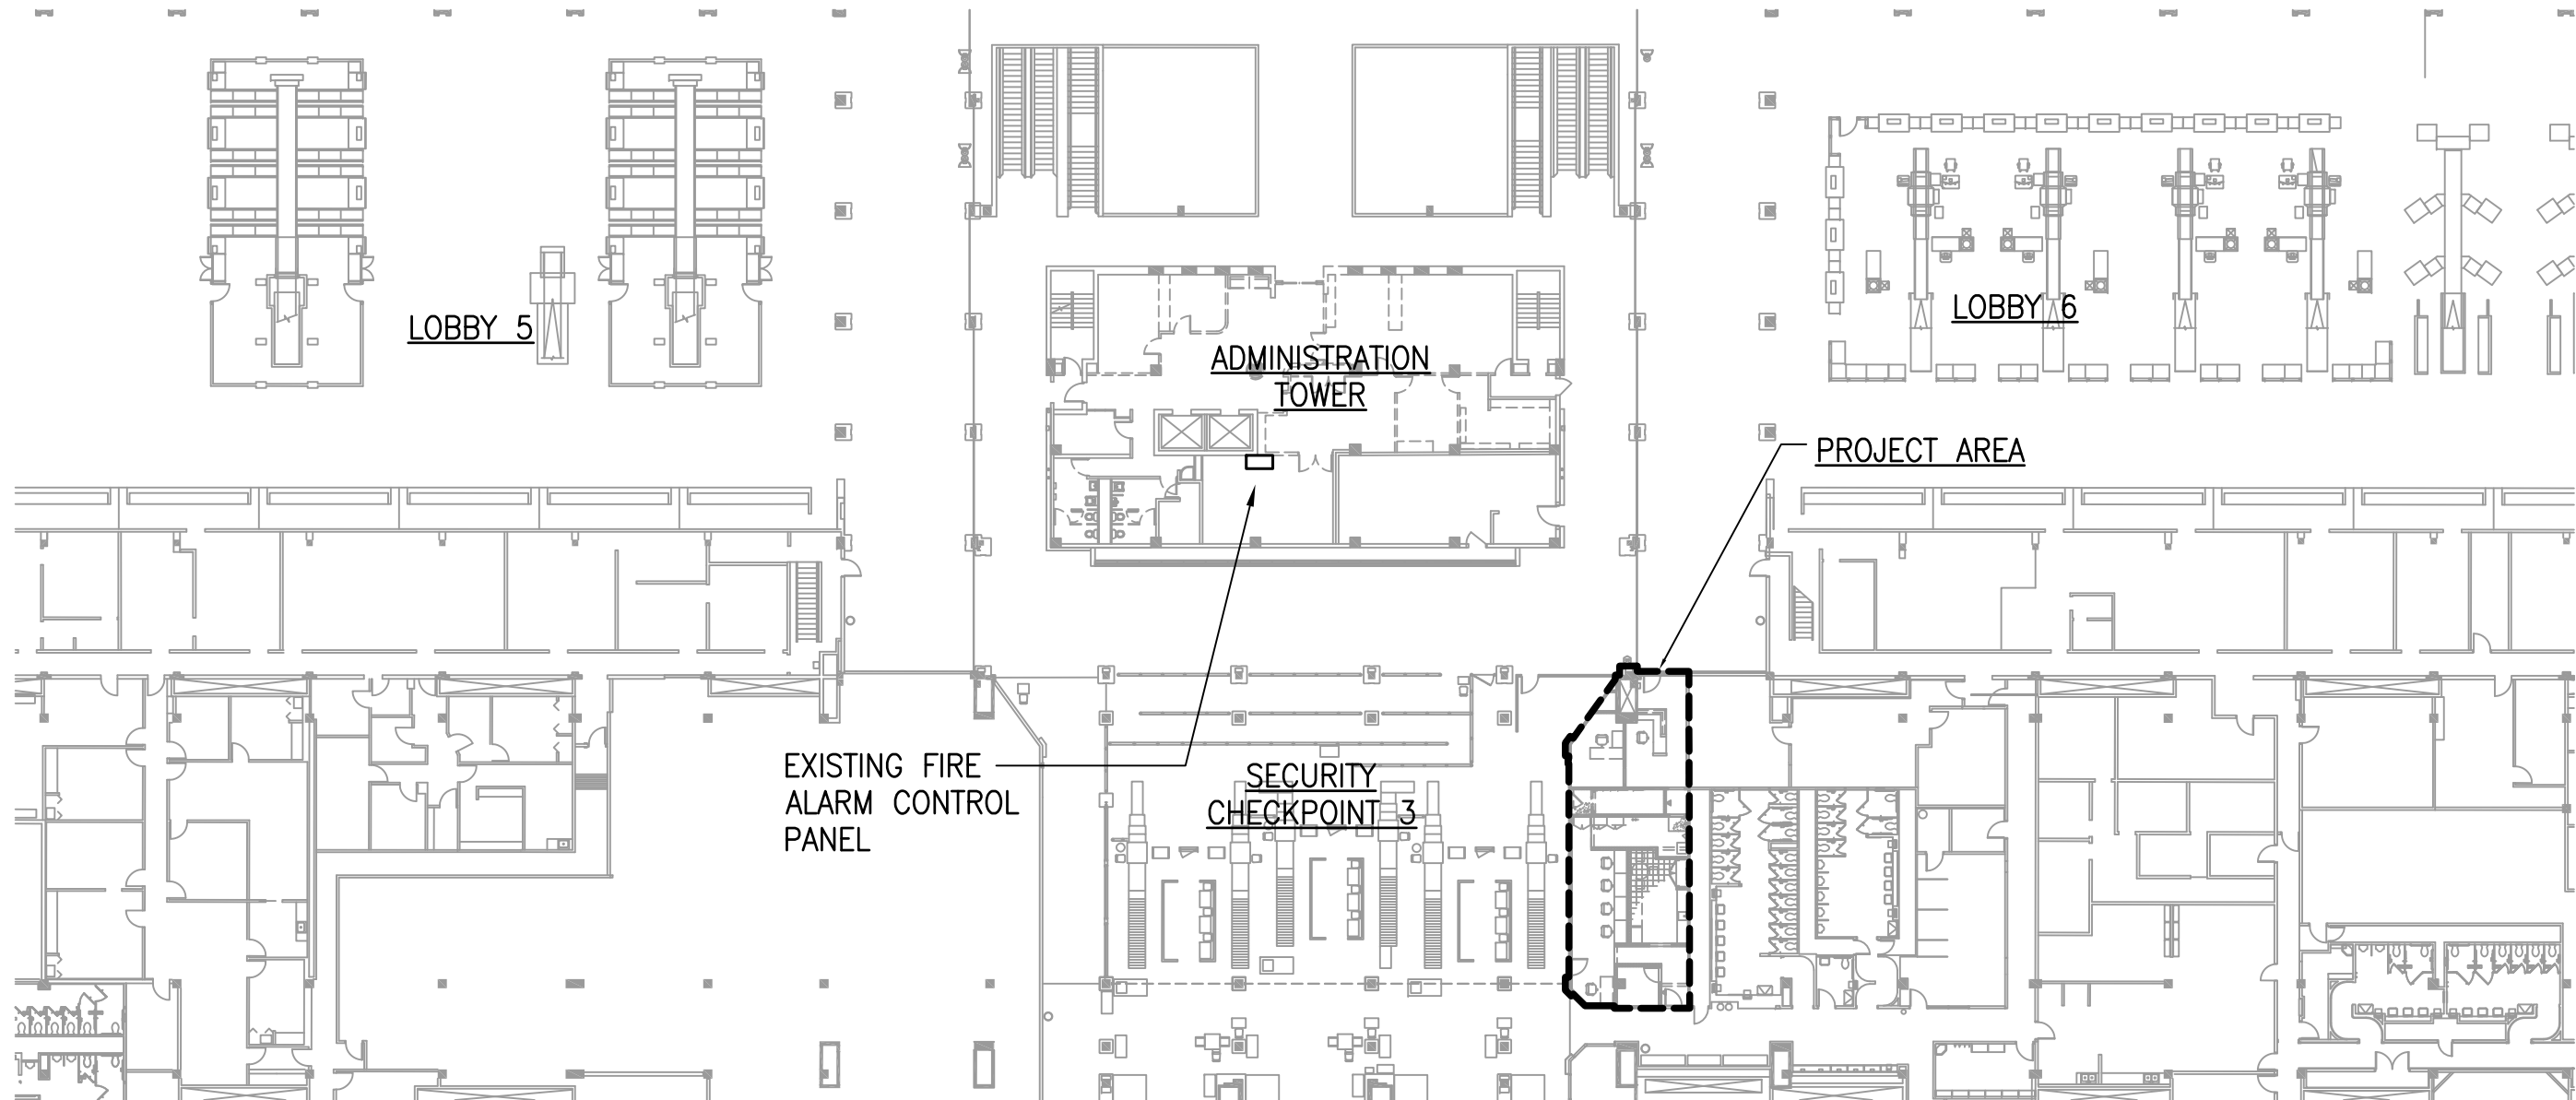 LOBBY 5
LOBBY 6
ADMINISTRATION
TOWER
PROJECT AREA
EXISTING FIRE
ALARM CONTROL
PANEL
SECURITY
CHECKPOINT 3